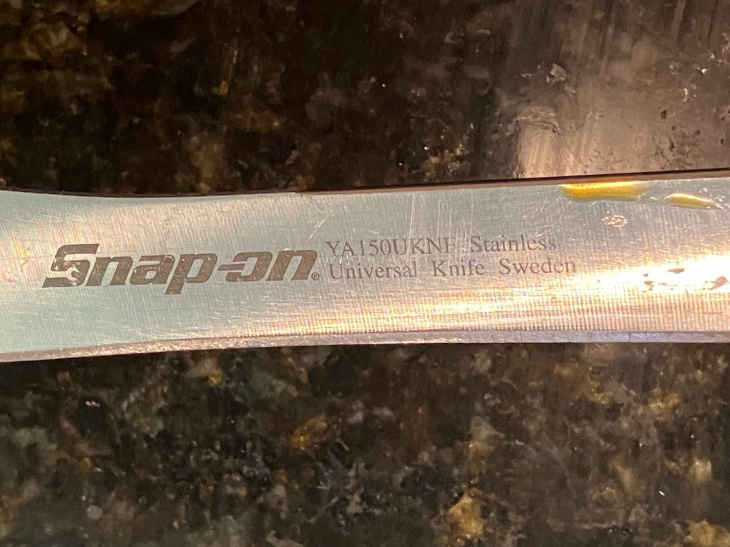 Snap-on®
YA150UKNF Stainless
Universal Knife Sweden